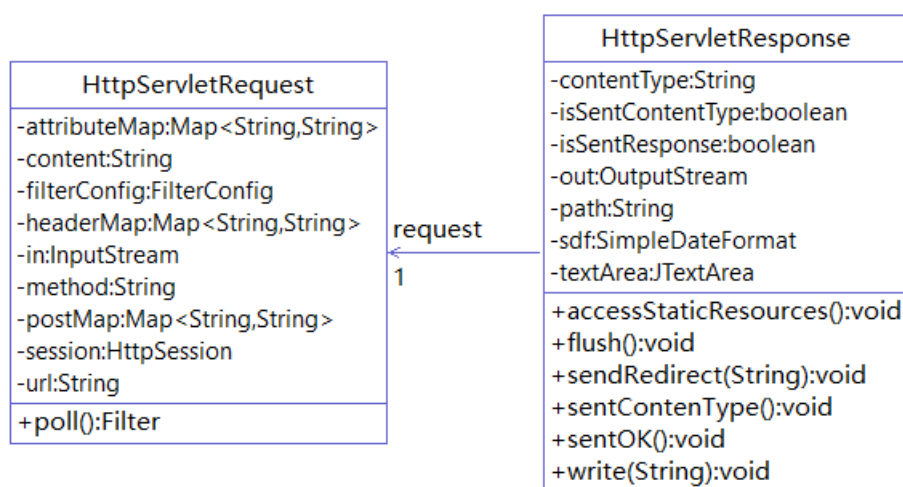 HttpServletRequest
-attributeMap:Map<String,String>
-content:String
-filterConfig:FilterConfig
-headerMap:Map<String,String>
-in:InputStream
-method:String
-postMap:Map<String,String>
-session:HttpSession
-url:String
+poll():Filter
request
1
HttpServletResponse
-contentType:String
-isSentContentType:boolean
-isSentResponse:boolean
-out:OutputStream
-path:String
-sdf:SimpleDateFormat
-textArea:JTextArea
+accessStaticResources():void
+flush():void
+sendRedirect(String):void
+sentContenType():void
+sentOK():void
+write(String):void